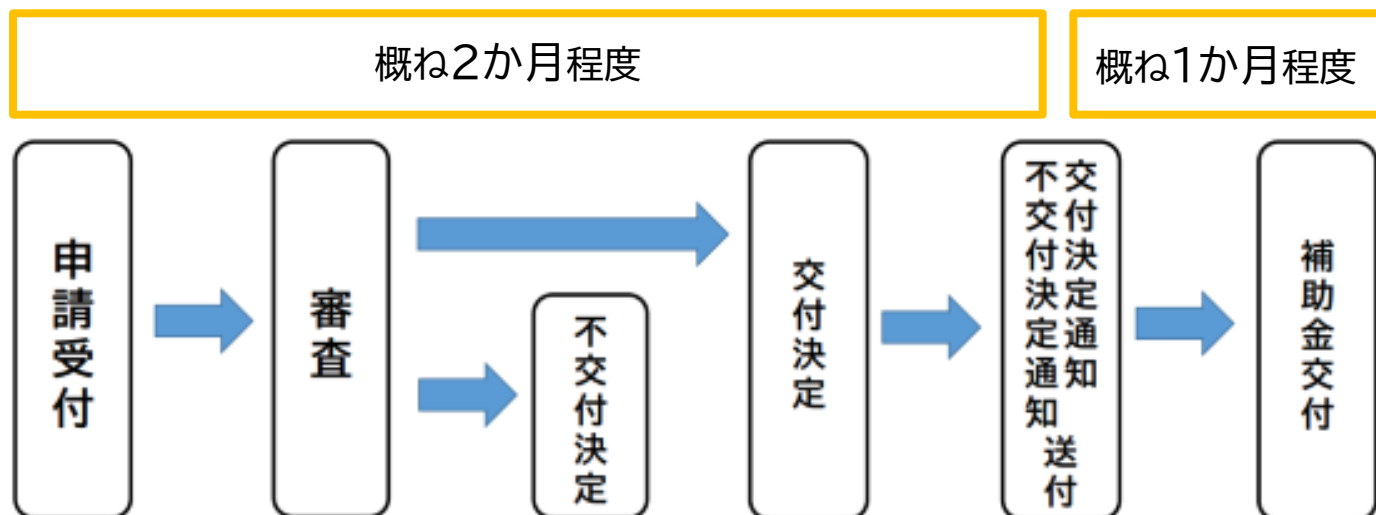 概ね2か月程度
概ね1か月程度
申請受付
審査
不交付決定
交付決定
交付決定通知
不交付決定通知
送付
補助金交付